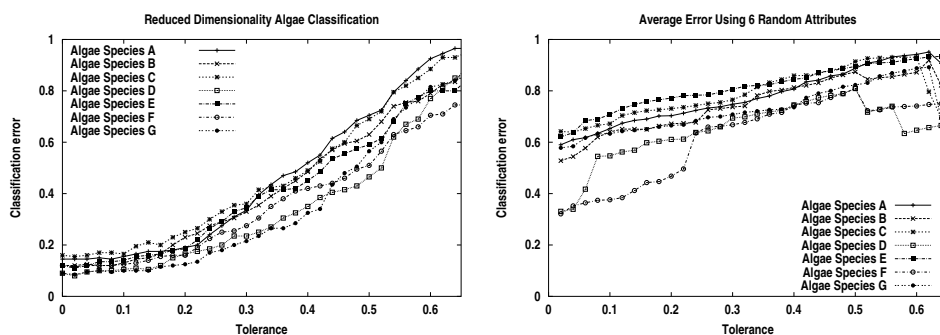 Reduced Dimensionality Algae Classification
1
0.8
0.6
0.4
0.2
0
Classification error
Algae Species A
Algae Species B
Algae Species C
Algae Species D
Algae Species E
Algae Species F
Algae Species G
0 0.1 0.2 0.3 0.4 0.5 0.6
Tolerance
Average Error Using 6 Random Attributes
1
0.8
0.6
0.4
0.2
0
Classification error
Algae Species A
Algae Species B
Algae Species C
Algae Species D
Algae Species E
Algae Species F
Algae Species G
0 0.1 0.2 0.3 0.4 0.5 0.6
Tolerance